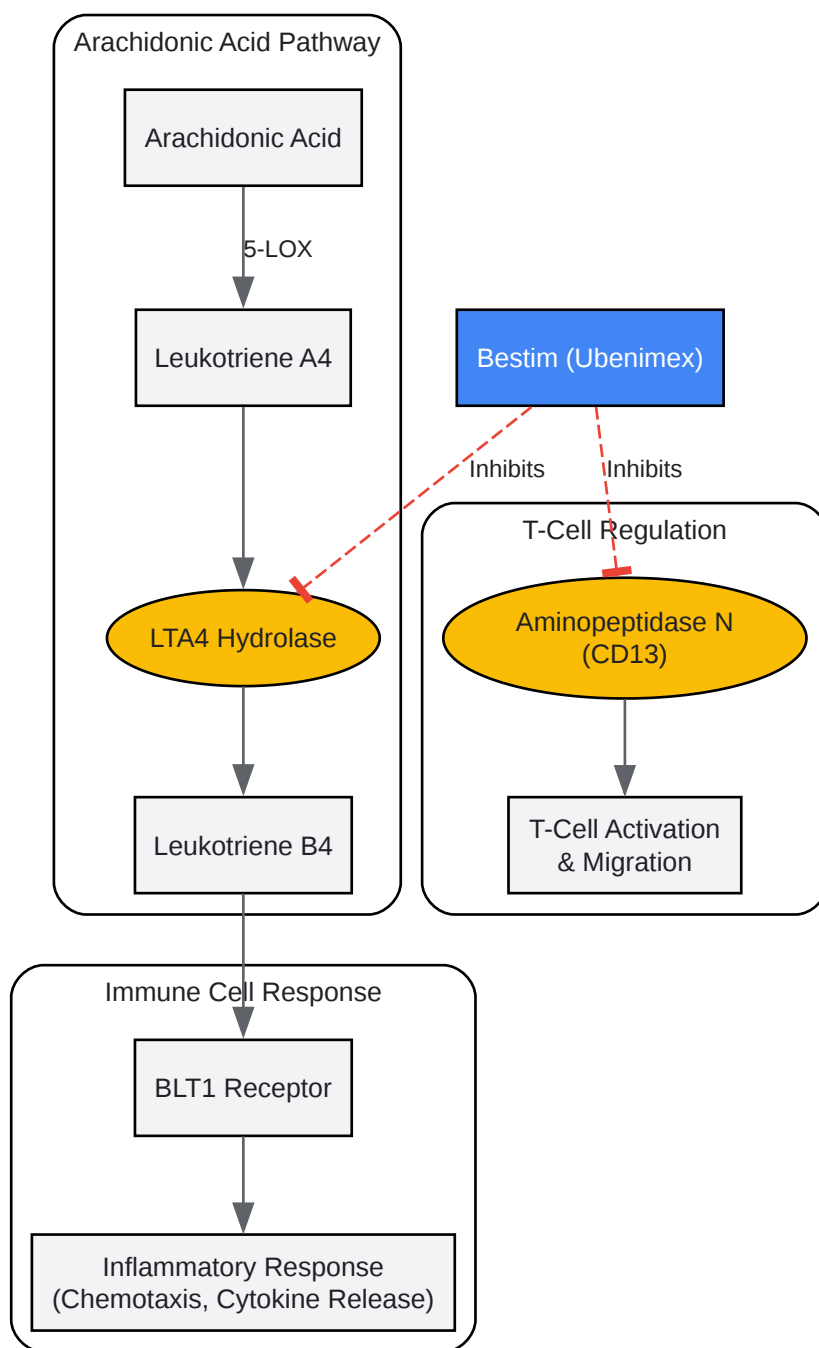 Arachidonic Acid Pathway
Arachidonic Acid
5-LOX
Leukotriene A4
Bestim (Ubenimex)
Inhibits
Inhibits
T-Cell Regulation
LTA4 Hydrolase
Aminopeptidase N
(CD13)
Leukotriene B4
T-Cell Activation
& Migration
Immune Cell Response
BLT1 Receptor
Inflammatory Response
(Chemotaxis, Cytokine Release)